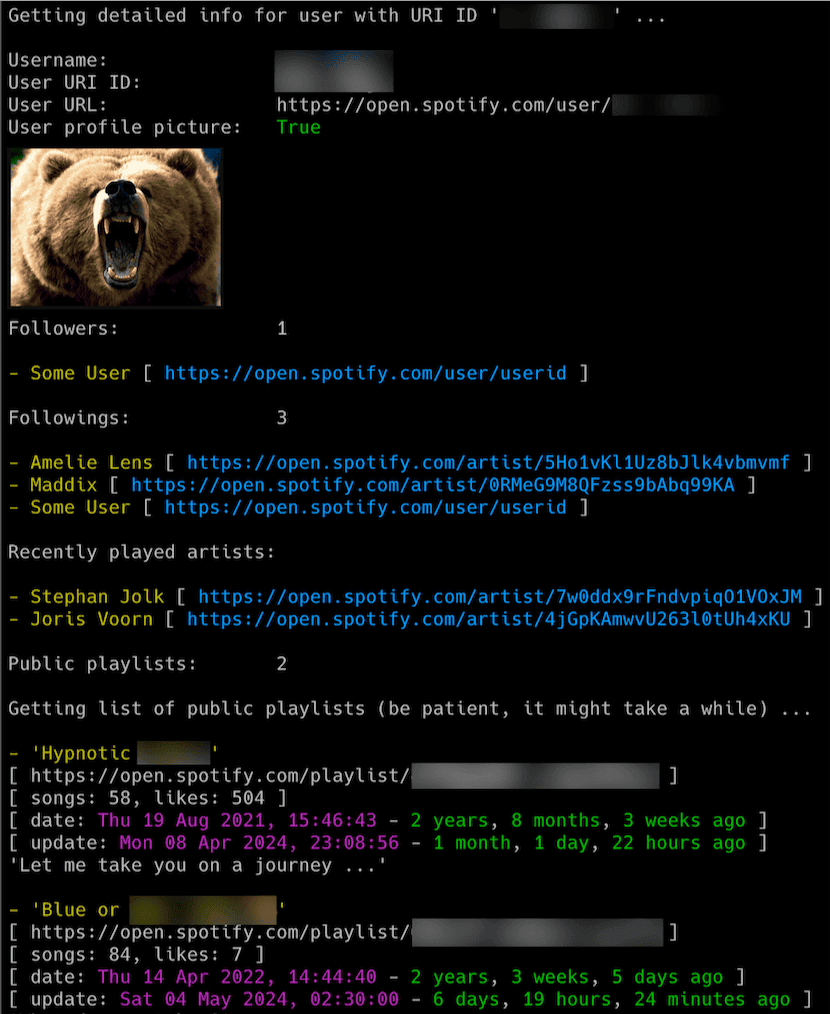 Getting detailed info for user with URI ID ' ' ...
Username:
User URI ID:
User URL: https://open.spotify.com/user/
User profile picture: True
Followers: 1
- Some User [ https://open.spotify.com/user/userid ]
Followings: 3
- Amelie Lens [ https://open.spotify.com/artist/5Ho1vKl1Uz8bJlk4vbmvmf ]
- Maddix [ https://open.spotify.com/artist/0RMeG9M8QFzss9bAbq99KA ]
- Some User [ https://open.spotify.com/user/userid ]
Recently played artists:
- Stephan Jolk [ https://open.spotify.com/artist/7w0ddx9rFndvpiqO1VOxJM ]
- Joris Voorn [ https://open.spotify.com/artist/4jGpKAmwvU263l0tUh4xKU ]
Public playlists: 2
Getting list of public playlists (be patient, it might take a while) ...
- 'Hypnotic '
[ https://open.spotify.com/playlist/ ]
[ songs: 58, likes: 504 ]
[ date: Thu 19 Aug 2021, 15:46:43 - 2 years, 8 months, 3 weeks ago ]
[ update: Mon 08 Apr 2024, 23:08:56 - 1 month, 1 day, 22 hours ago ]
'Let me take you on a journey ...'
- 'Blue or '
[ https://open.spotify.com/playlist/ ]
[ songs: 84, likes: 7 ]
[ date: Thu 14 Apr 2022, 14:44:40 - 2 years, 3 weeks, 5 days ago ]
[ update: Sat 04 May 2024, 02:30:00 - 6 days, 19 hours, 24 minutes ago ]